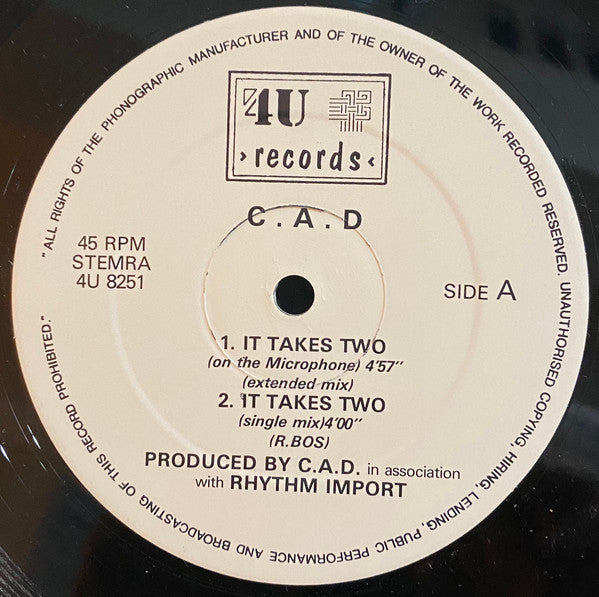 "ALL RIGHTS OF THE PHONOGRAPHIC MANUFACTURER AND OF THE OWNER OF THE WORK RECORDED RESERVED. UNAUTHORISED COPYING, HIRING, LENDING, PUBLIC PERFORMANCE AND BROADCASTING OF THIS RECORD PROHIBITED."
4U
›records‹
C.A.D
45 RPM
STEMRA
4U 8251
SIDE A
1. IT TAKES TWO
(on the Microphone) 4'57"
(extended mix)
2. IT TAKES TWO
(single mix)4'00"
(R.BOS)
PRODUCED BY C.A.D. in association
with RHYTHM IMPORT